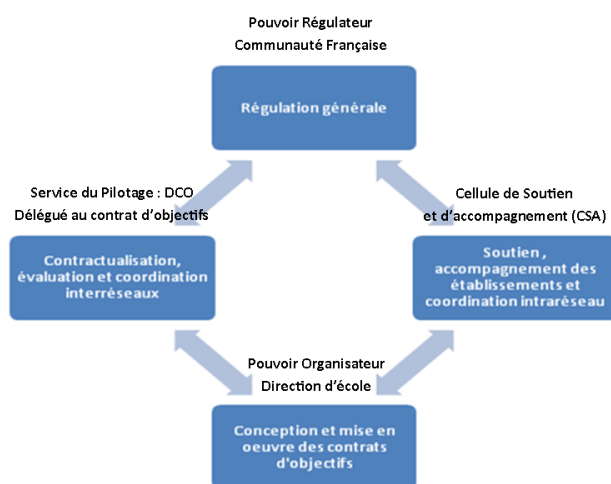 Pouvoir Régulateur
Communauté Française
Régulation générale
Service du Pilotage : DCO
Délégué au contrat d'objectifs
Contractualisation,
évaluation et coordination
interréseaux
Cellule de Soutien
et d'accompagnement (CSA)
Soutien ,
accompagnement des
établissements et
coordination intraréseau
Pouvoir Organisateur
Direction d'école
Conception et mise en
oeuvre des contrats
d'objectifs